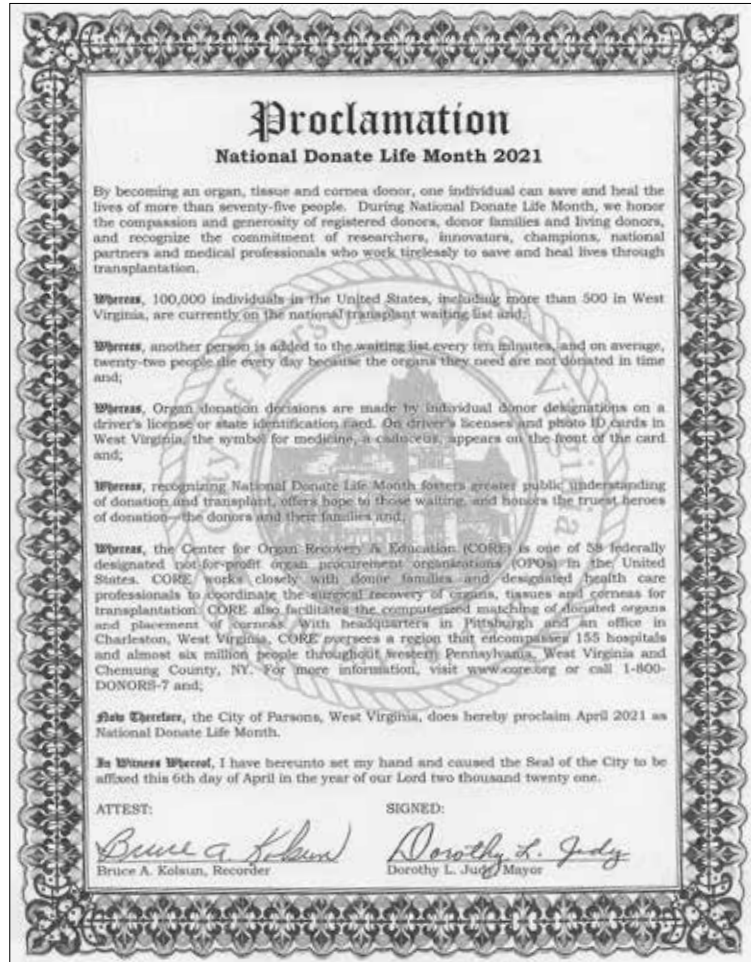 Proclamation
National Donate Life Month 2021
By becoming an organ, tissue and cornea donor, one individual can save and heal the
lives of more than seventy-five people. During National Donate Life Month, we honor
the compassion and generosity of registered donors, donor families and living donors,
and recognize the commitment of researchers, innovators, champions, national
partners and medical professionals who work tirelessly to save and heal lives through
transplantation.
Whereas, 100,000 individuals in the United States, including more than 500 in West
Virginia, are currently on the national transplant waiting list and;
Whereas, another person is added to the waiting list every ten minutes, and on average,
twenty-two people die every day because the organs they need are not donated in time
and;
Whereas, Organ donation decisions are made by individual donor designations on a
driver's license or state identification card. On driver's licenses and photo ID cards in
West Virginia, the symbol for medicine, a caduceus, appears on the front of the card
and;
Whereas, recognizing National Donate Life Month fosters greater public understanding
of donation and transplant, offers hope to those waiting, and honors the truest heroes
of donation—the donors and their families and;
Whereas, the Center for Organ Recovery & Education (CORE) is one of 58 federally
designated not-for-profit organ procurement organizations (OPOs) in the United
States. CORE works closely with donor families and designated health care
professionals to coordinate the surgical recovery of organs, tissues and corneas for
transplantation. CORE also facilitates the computerized matching of donated organs
and placement of corneas. With headquarters in Pittsburgh and an office in
Charleston, West Virginia, CORE oversees a region that encompasses 155 hospitals
and almost six million people throughout western Pennsylvania, West Virginia and
Chemung County, NY. For more information, visit www.core.org or call 1-800-
DONORS-7 and;
Now Therefore, the City of Parsons, West Virginia, does hereby proclaim April 2021 as
National Donate Life Month.
In Witness Whereof, I have hereunto set my hand and caused the Seal of the City to be
affixed this 6th day of April in the year of our Lord two thousand twenty one.
ATTEST: SIGNED:
Bruce A. Kolsun Dorothy L. Judy
Bruce A. Kolsun, Recorder Dorothy L. Judy, Mayor
City of Parsons, West Virginia